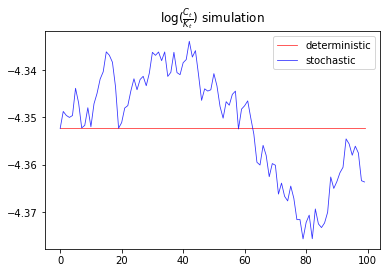 log(C_t/K_t) simulation
deterministic
stochastic
−4.34
−4.35
−4.36
−4.37
0 20 40 60 80 100